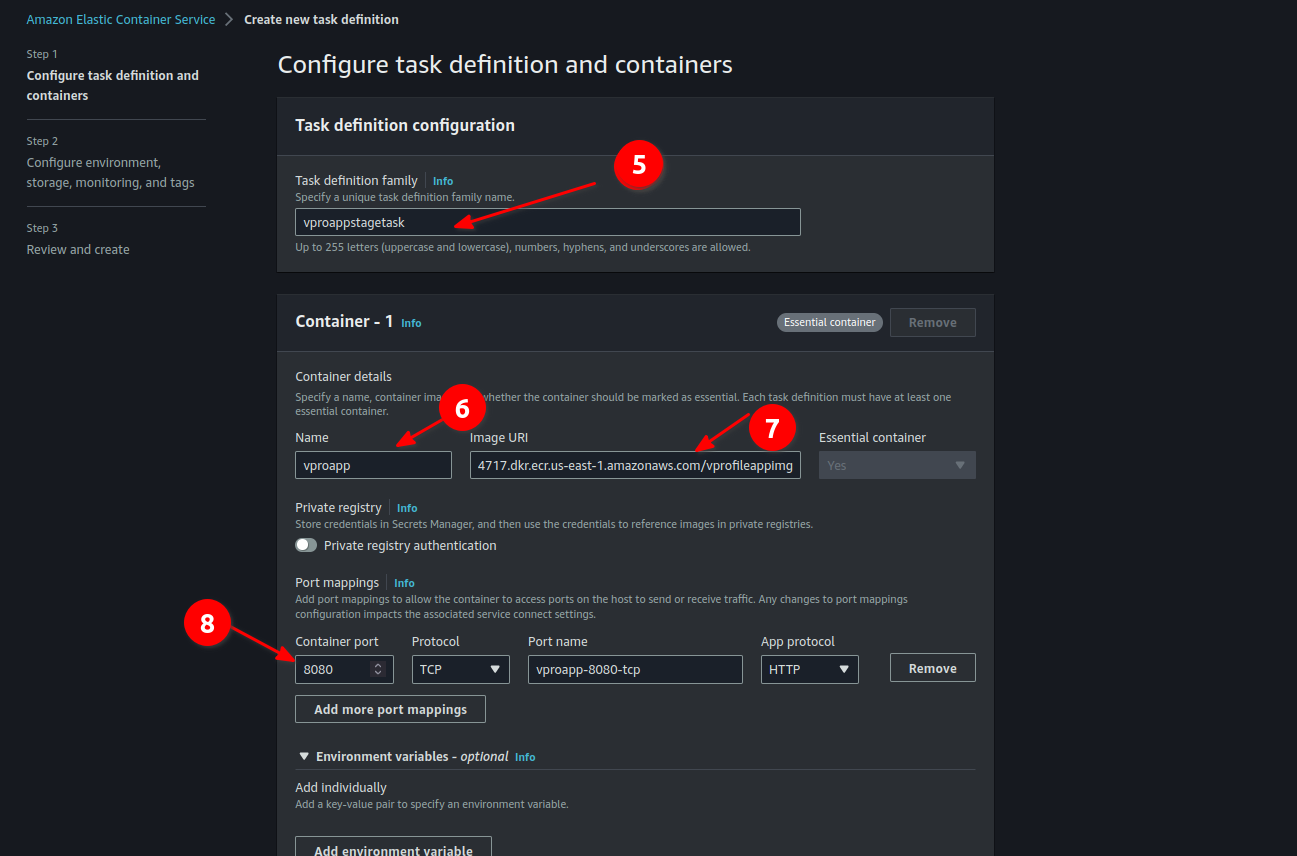 Amazon Elastic Container Service > Create new task definition
Step 1
Configure task definition and
containers
Step 2
Configure environment,
storage, monitoring, and tags
Step 3
Review and create
Configure task definition and containers
Task definition configuration
5
Task definition family Info
Specify a unique task definition family name.
vproappstagetask
Up to 255 letters (uppercase and lowercase), numbers, hyphens, and underscores are allowed.
Container - 1 Info
Essential container
Remove
Container details
Specify a name, container whether the container should be marked as essential. Each task definition must have at least one
essential container.
6
7
Name
Image URI
Essential container
vproapp
4717.dkr.ecr.us-east-1.amazonaws.com/vprofileappimg
Yes
Private registry Info
Store credentials in Secrets Manager, and then use the credentials to reference images in private registries.
Private registry authentication
Port mappings Info
Add port mappings to allow the container to access ports on the host to send or receive traffic. Any changes to port mappings
configuration impacts the associated service connect settings.
8
Container port
Protocol
Port name
App protocol
8080
TCP
vproapp-8080-tcp
HTTP
Remove
Add more port mappings
Environment variables - optional Info
Add individually
Add a key-value pair to specify an environment variable.
Add environment variable